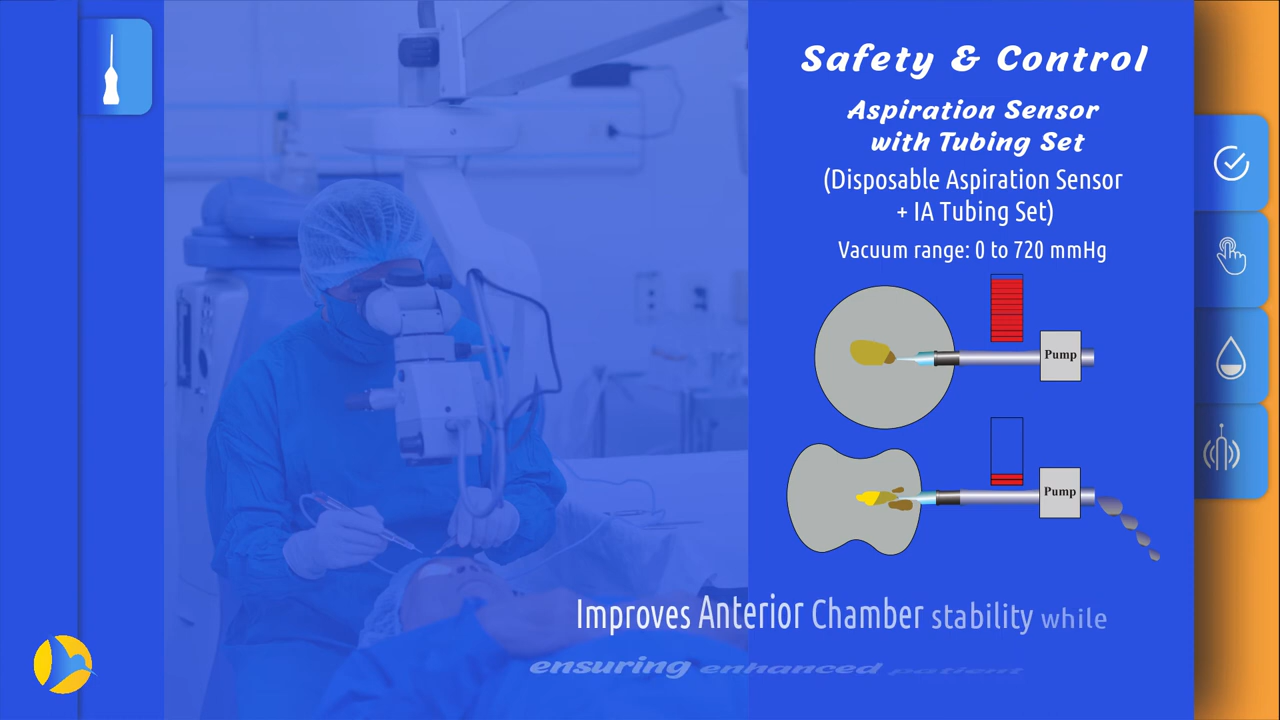 Safety & Control
Aspiration Sensor
with Tubing Set
(Disposable Aspiration Sensor
+ IA Tubing Set)
Vacuum range: 0 to 720 mmHg
Pump
Pump
Improves Anterior Chamber stability while
ensuring enhanced patient